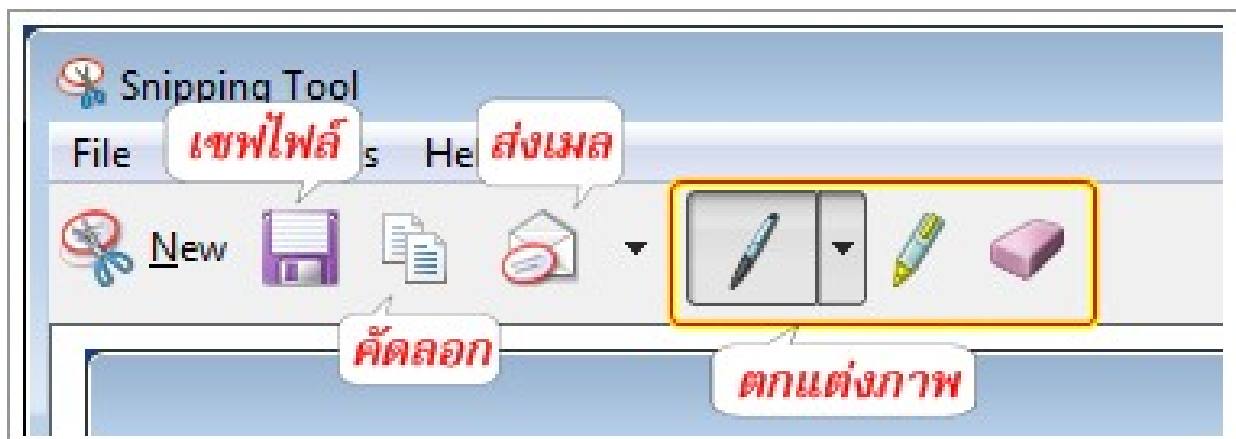 Snipping Tool
เซฟไฟล์
ส่งเมล
File s He
New
คัดลอก
ตกแต่งภาพ